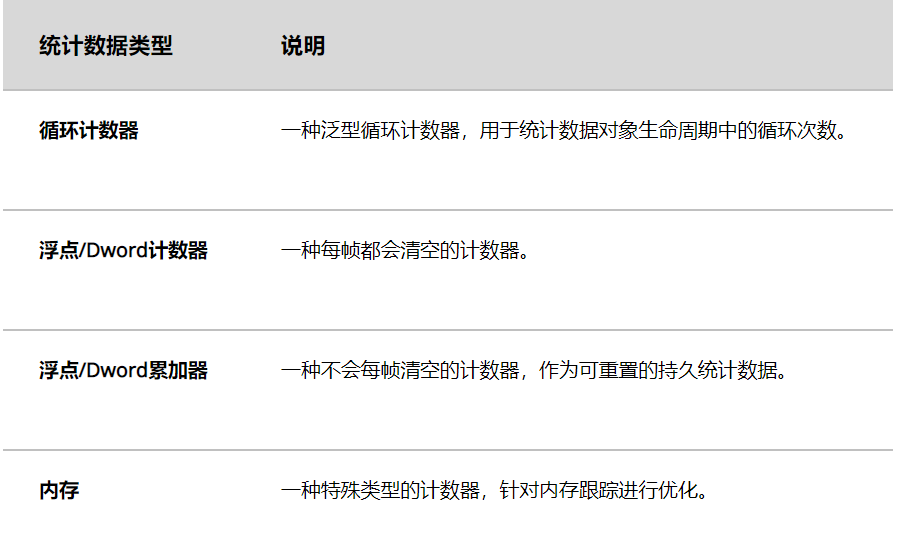 统计数据类型 说明
循环计数器 一种泛型循环计数器，用于统计数据对象生命周期中的循环次数。
浮点/Dword计数器 一种每帧都会清空的计数器。
浮点/Dword累加器 一种不会每帧清空的计数器，作为可重置的持久统计数据。
内存 一种特殊类型的计数器，针对内存跟踪进行优化。